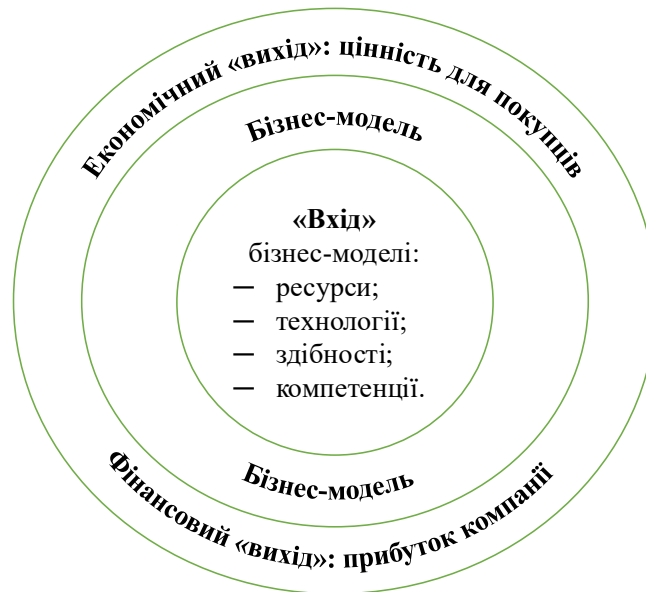 Економічний «вихід»: цінність для покупців
Бізнес-модель
«Вхід»
бізнес-моделі:
— ресурси;
— технології;
— здібності;
— компетенції.
Бізнес-модель
Фінансовий «вихід»: прибуток компанії